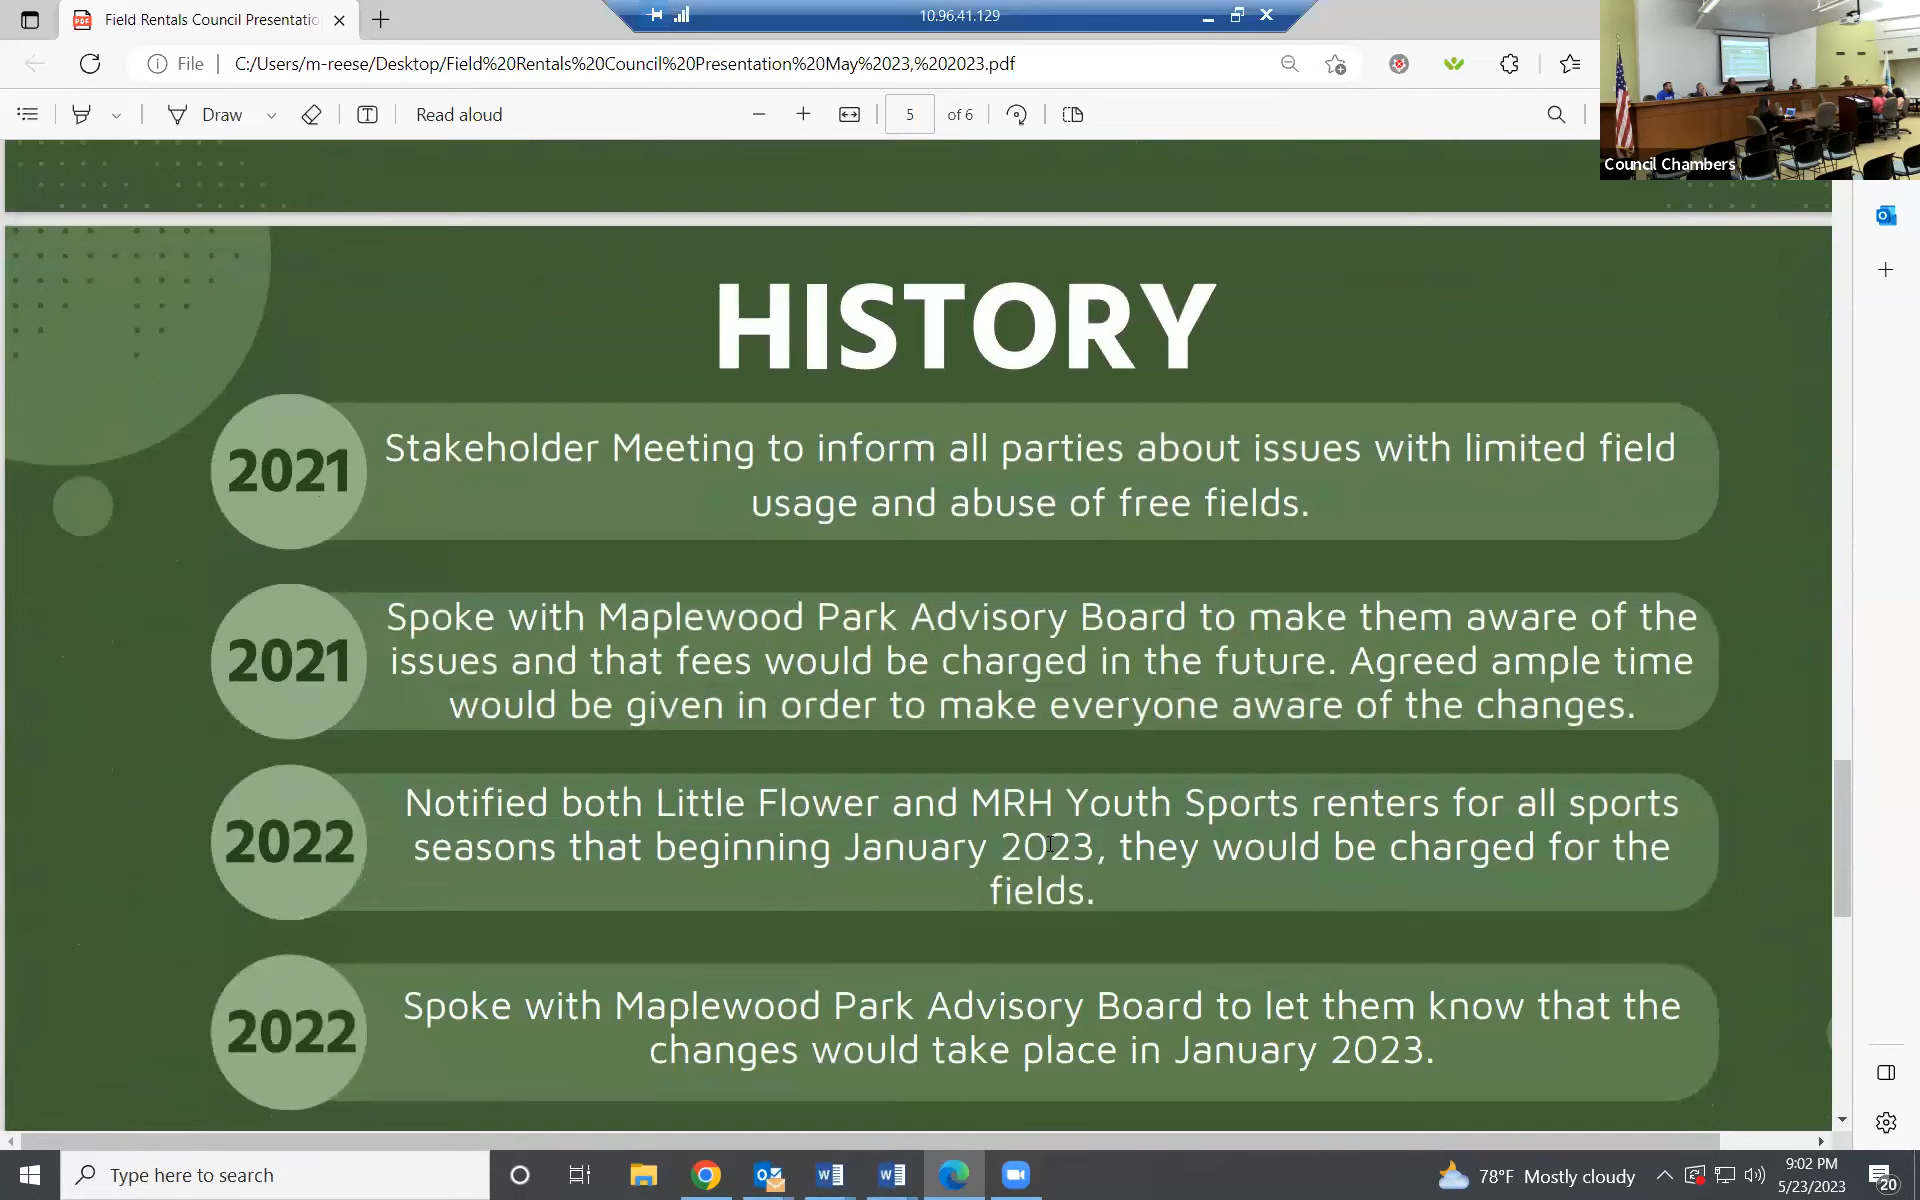 Field Rentals Council Presentatio
10.96.41.129
File
C:/Users/m-reese/Desktop/Field%20Rentals%20Council%20Presentation%20May%2023,%202023.pdf
Draw
Read aloud
5
of 6
Council Chambers
HISTORY
2021
Stakeholder Meeting to inform all parties about issues with limited field
usage and abuse of free fields.
2021
Spoke with Maplewood Park Advisory Board to make them aware of the
issues and that fees would be charged in the future. Agreed ample time
would be given in order to make everyone aware of the changes.
2022
Notified both Little Flower and MRH Youth Sports renters for all sports
seasons that beginning January 2023, they would be charged for the
fields.
2022
Spoke with Maplewood Park Advisory Board to let them know that the
changes would take place in January 2023.
Type here to search
78°F Mostly cloudy
9:02 PM
5/23/2023
20